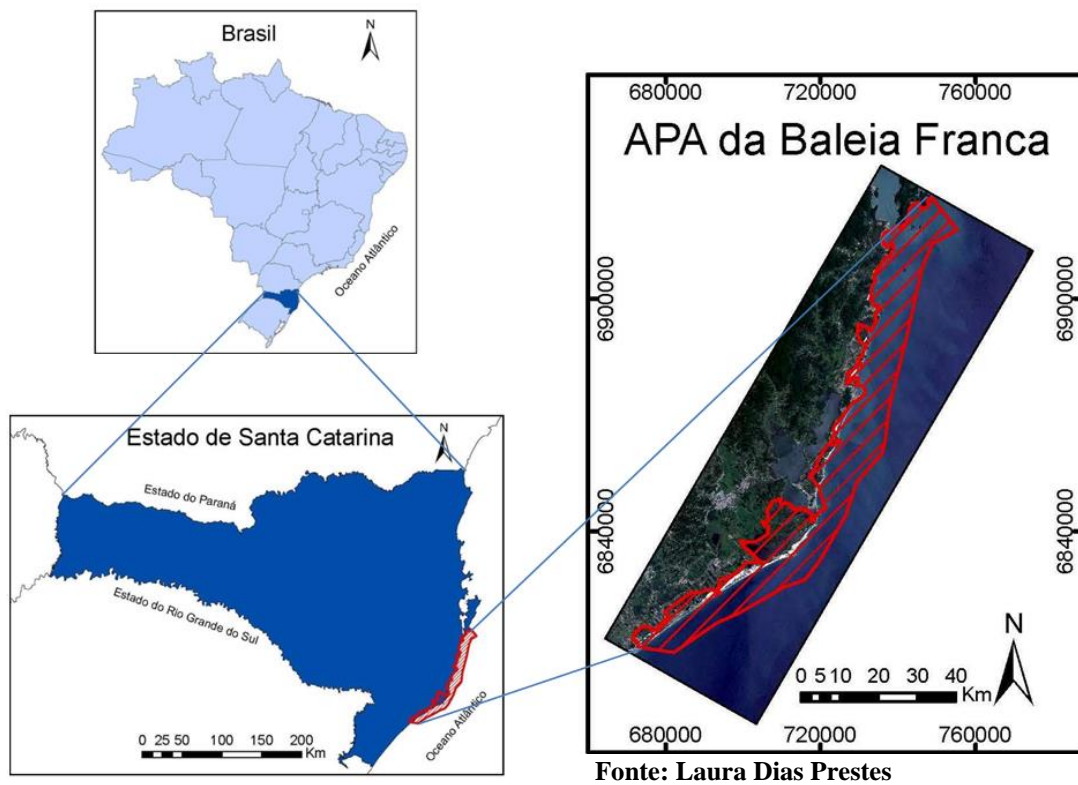 Brasil
N
Oceano Atlântico
Estado de Santa Catarina
N
Estado do Paraná
Estado do Rio Grande do Sul
Oceano Atlântico
0 25 50 100 150 200
Km
680000 720000 760000
APA da Baleia Franca
6900000 6900000
6840000 6840000
N
0 5 10 20 30 40
Km
680000 720000 760000
Fonte: Laura Dias Prestes